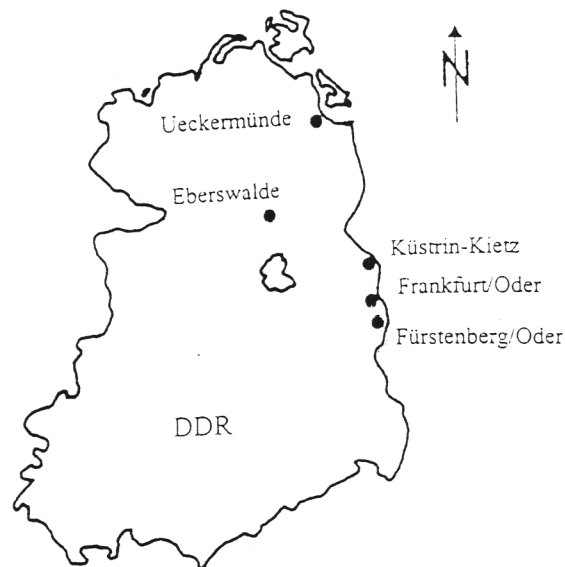 N
Ueckermünde
Eberswalde
Küstrin-Kietz
Frankfurt/Oder
Fürstenberg/Oder
DDR